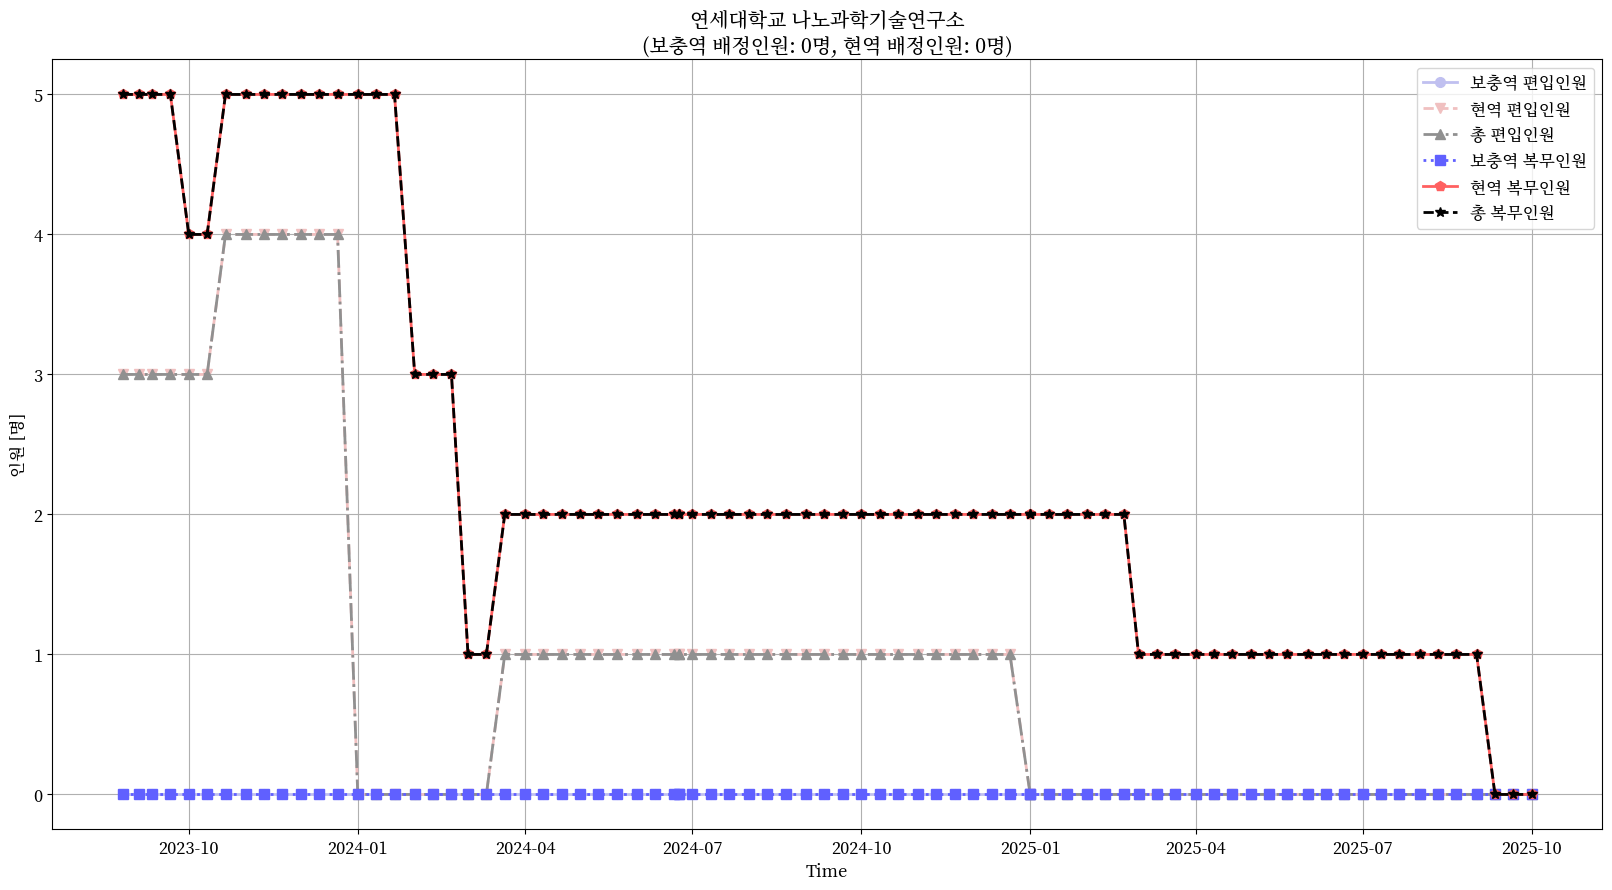 연세대학교 나노과학기술연구소
(보충역 배정인원: 0명, 현역 배정인원: 0명)
보충역 편입인원
현역 편입인원
총 편입인원
보충역 복무인원
현역 복무인원
총 복무인원
인원 [명]
5
4
3
2
1
0
2023-10
2024-01
2024-04
2024-07
2024-10
2025-01
2025-04
2025-07
2025-10
Time